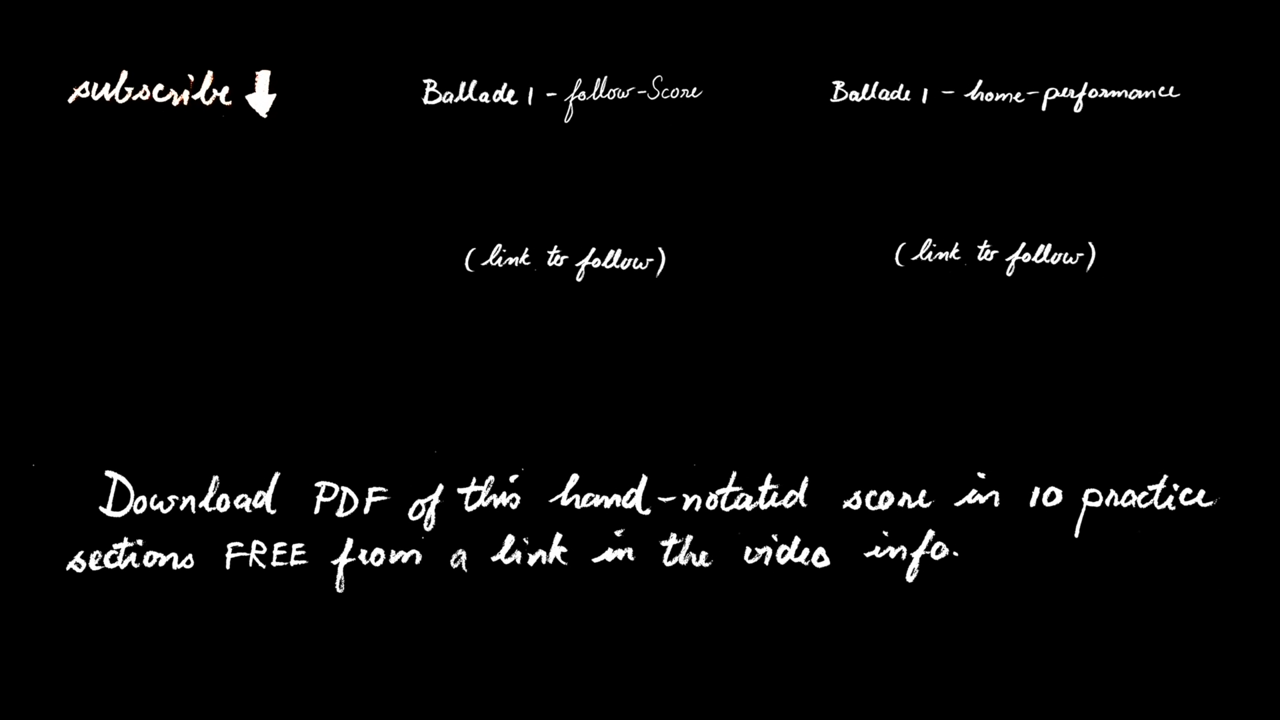 subscribe
Ballade 1 - follow-Score
Ballade 1 - home-performance
(link to follow)
(link to follow)
Download PDF of this hand-notated score in 10 practice
sections FREE from a link in the video info.